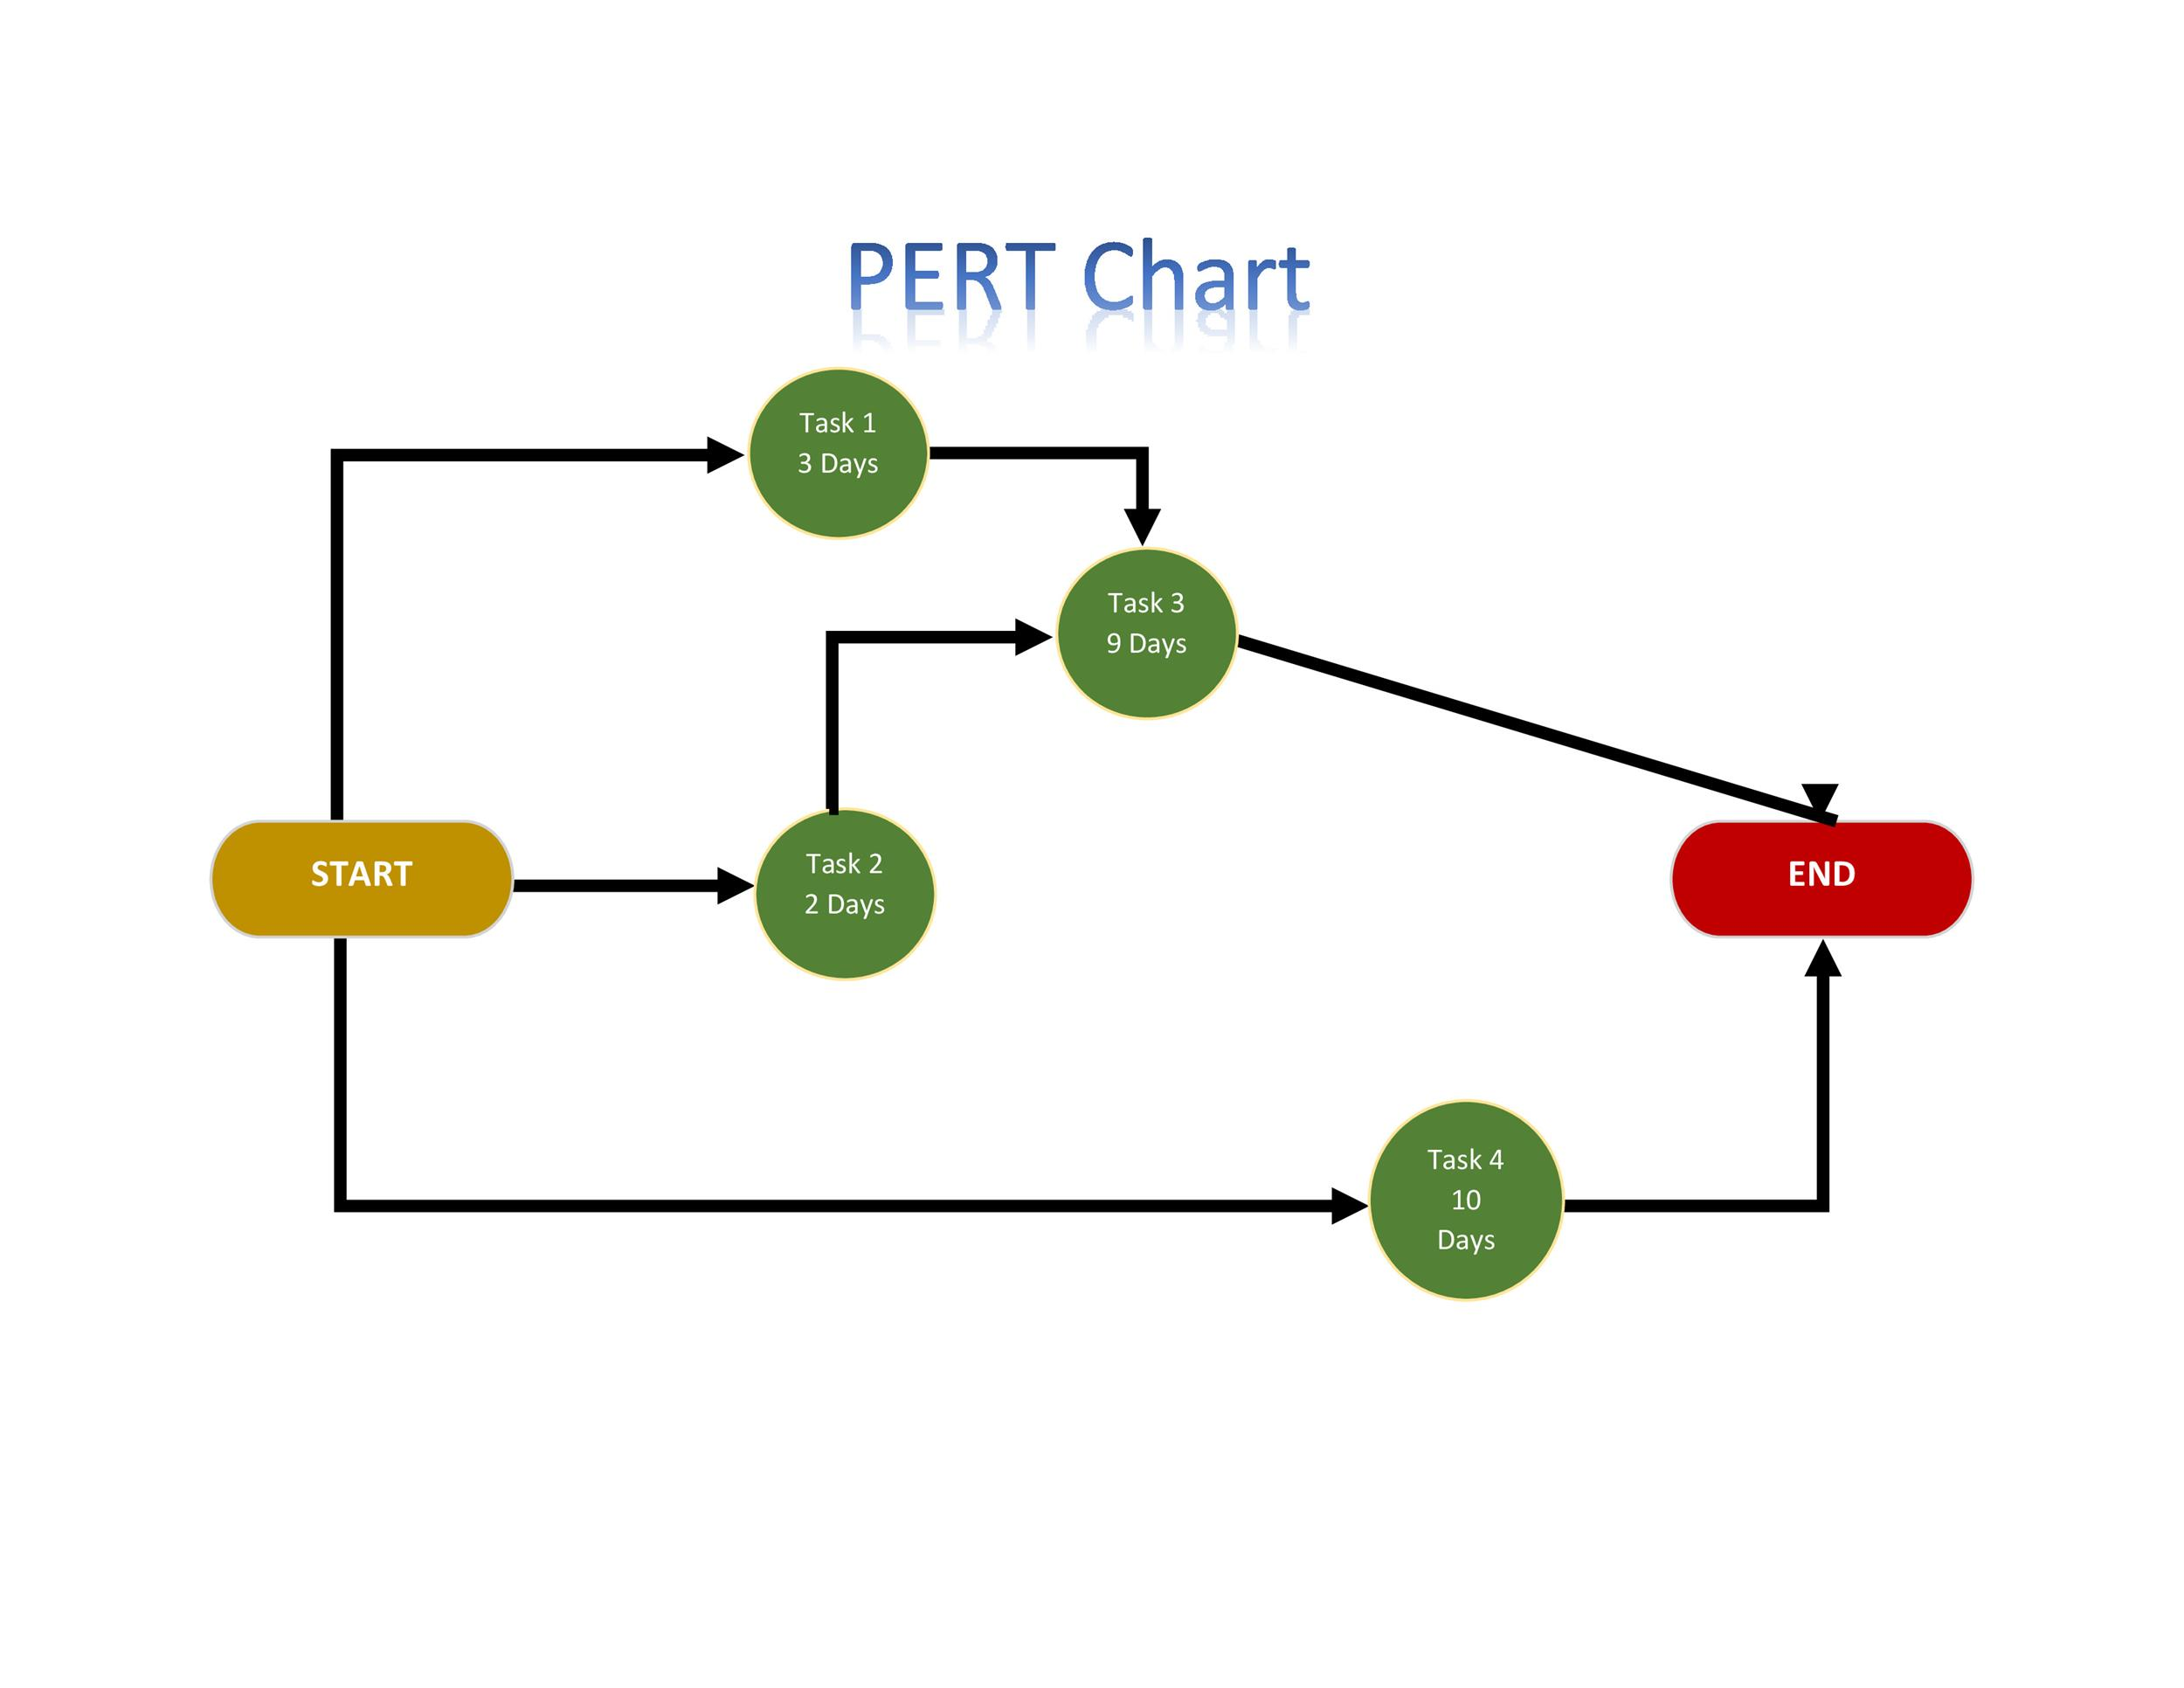 PERT Chart
Task 1
3 Days
Task 3
9 Days
START
Task 2
2 Days
END
Task 4
10
Days